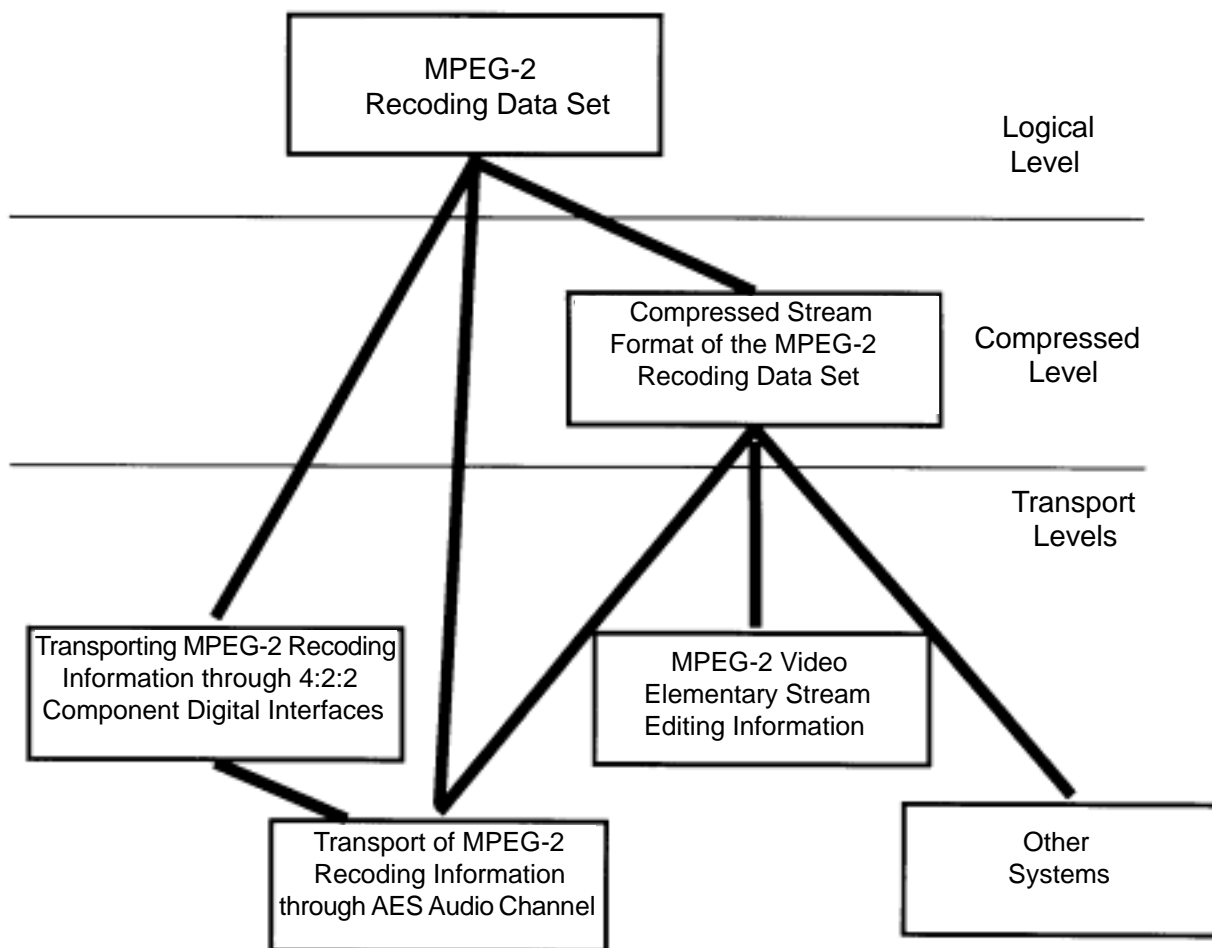 MPEG-2
Recoding Data Set
Logical
Level
Compressed Stream
Format of the MPEG-2
Recoding Data Set
Compressed
Level
Transport
Levels
Transporting MPEG-2 Recoding
Information through 4:2:2
Component Digital Interfaces
MPEG-2 Video
Elementary Stream
Editing Information
Transport of MPEG-2
Recoding Information
through AES Audio Channel
Other
Systems